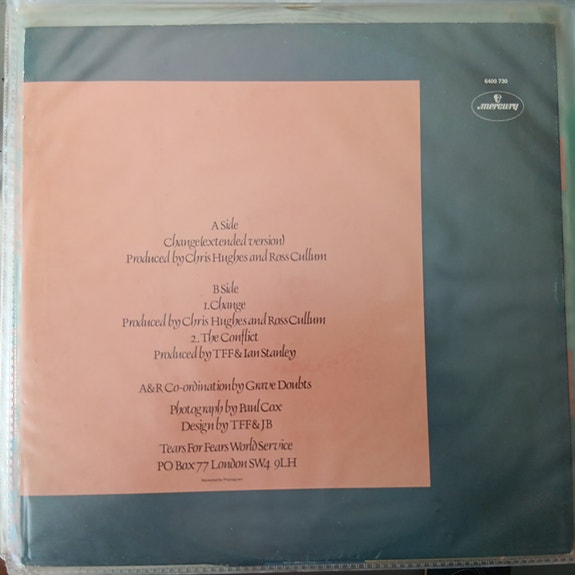 6400 730
mercury
A Side
Change(extended version)
Produced by Chris Hughes and Ross Cullum
B Side
1. Change
Produced by Chris Hughes and Ross Cullum
2. The Conflict
Produced by TFF & Ian Stanley
A&R Co-ordination by Grave Doubts
Photograph by Paul Cox
Design by TFF & JB
Tears For Fears World Service
PO Box 77 London SW4 9LH